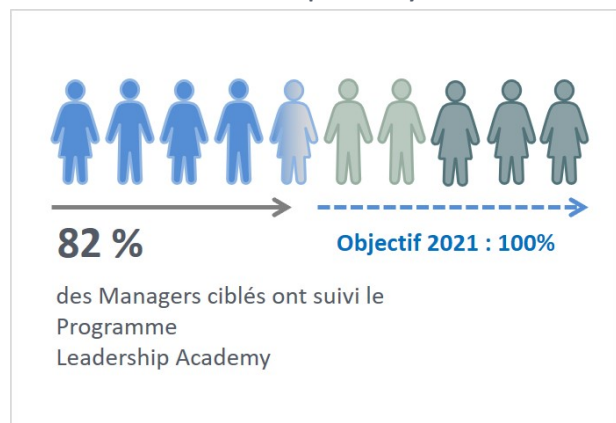 82 %
Objectif 2021 : 100%
des Managers ciblés ont suivi le
Programme
Leadership Academy